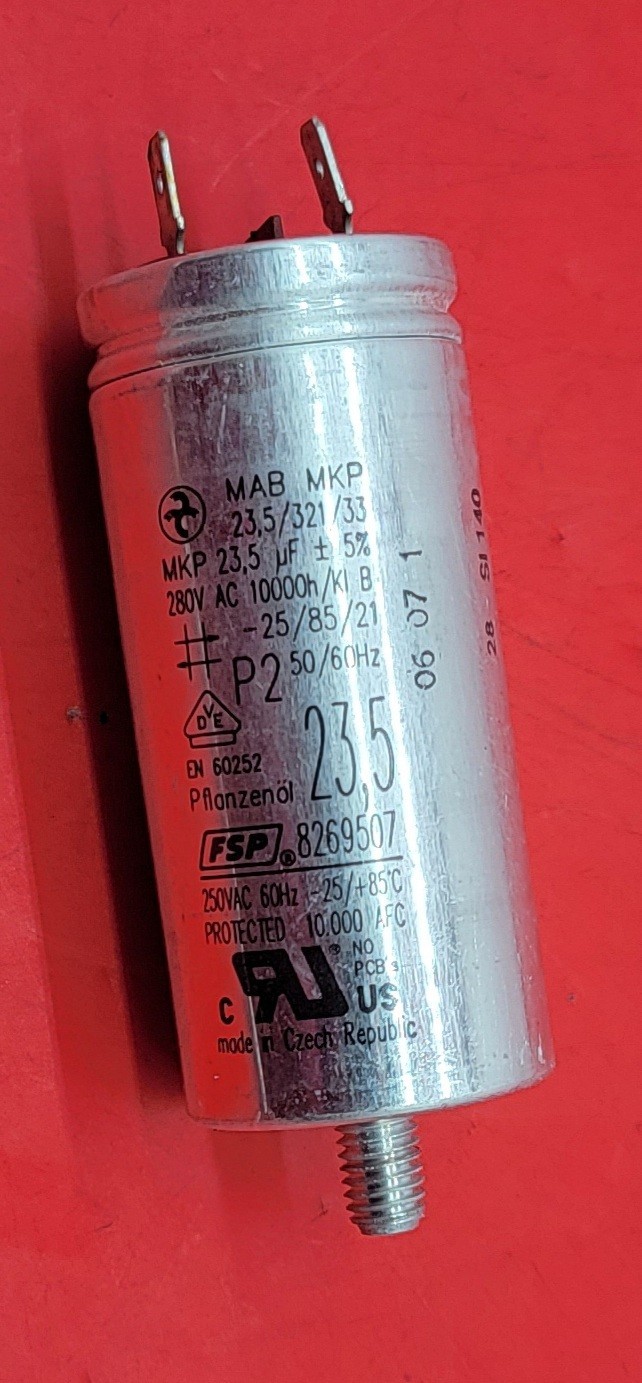 MAB MKP
23,5/321/33
MKP 23,5 µF ± 5%
280V AC 10000h/Kl B
-25/85/21
P2 50/60Hz
DVE
23,5
EN 60252
Pflanzenöl
FSP® 8269507
250VAC 60Hz -25/+85°C
PROTECTED 10.000 AFC
NO
PCB's
c RU® US
made in Czech Republic
06 07 1
28 SI 140